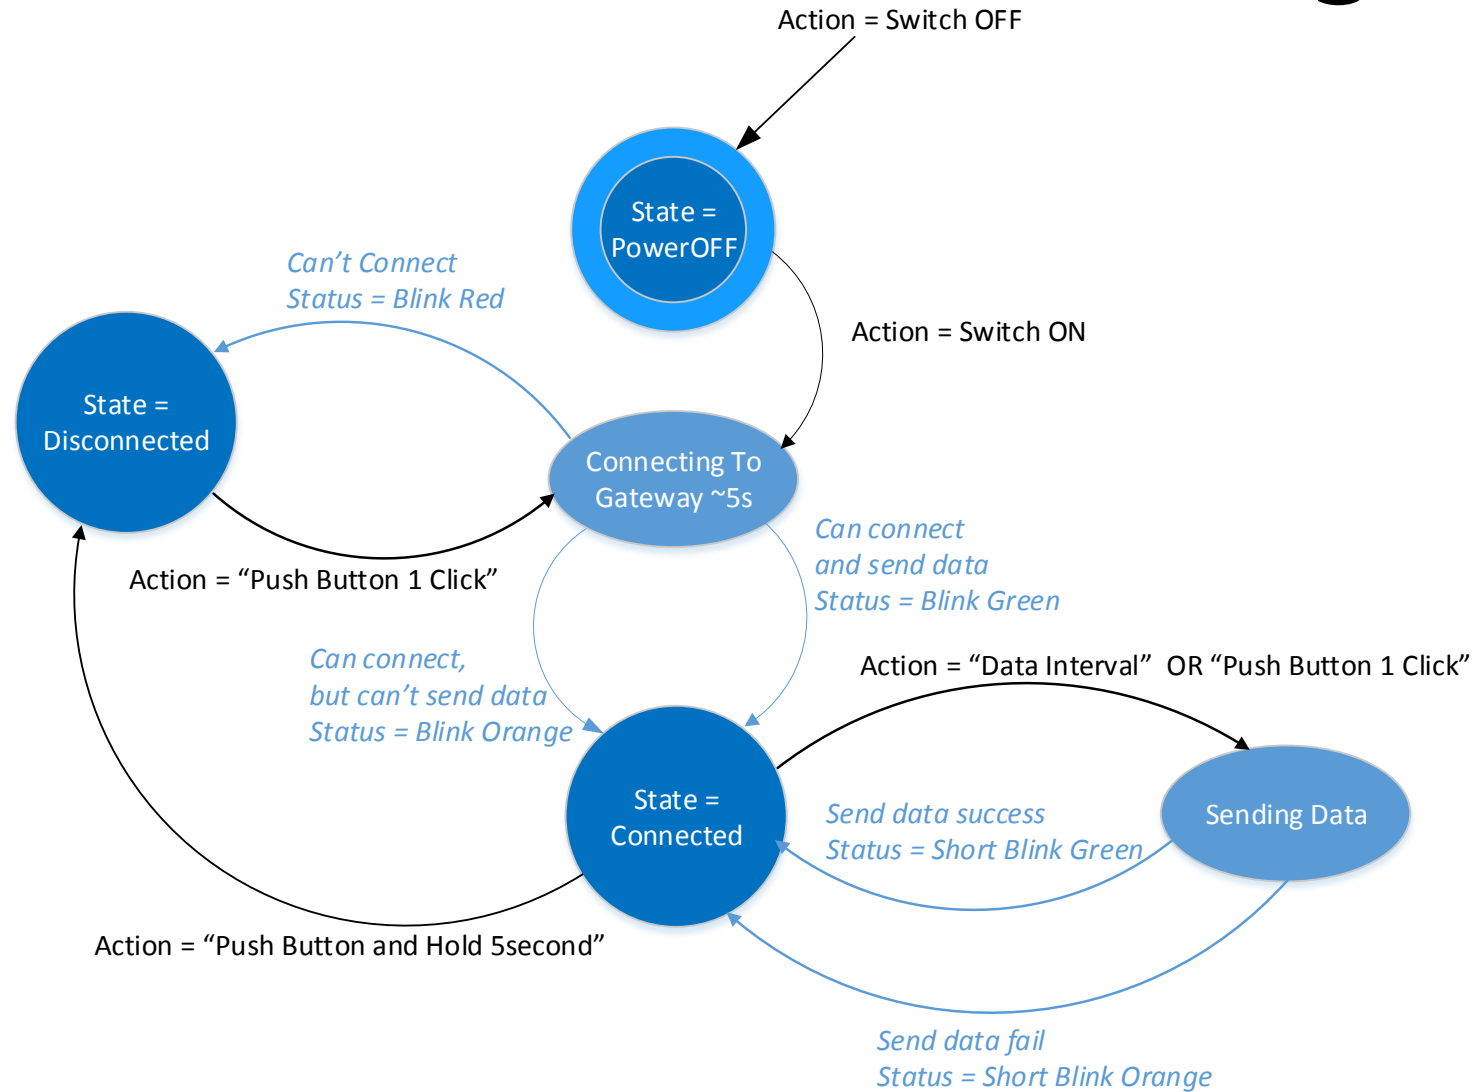 Action = Switch OFF
State =
PowerOFF
Can't Connect
Status = Blink Red
Action = Switch ON
State =
Disconnected
Connecting To
Gateway ~5s
Can connect
and send data
Status = Blink Green
Action = “Push Button 1 Click”
Can connect,
but can't send data
Status = Blink Orange
Action = “Data Interval”  OR “Push Button 1 Click”
State =
Connected
Send data success
Status = Short Blink Green
Sending Data
Action = “Push Button and Hold 5second”
Send data fail
Status = Short Blink Orange